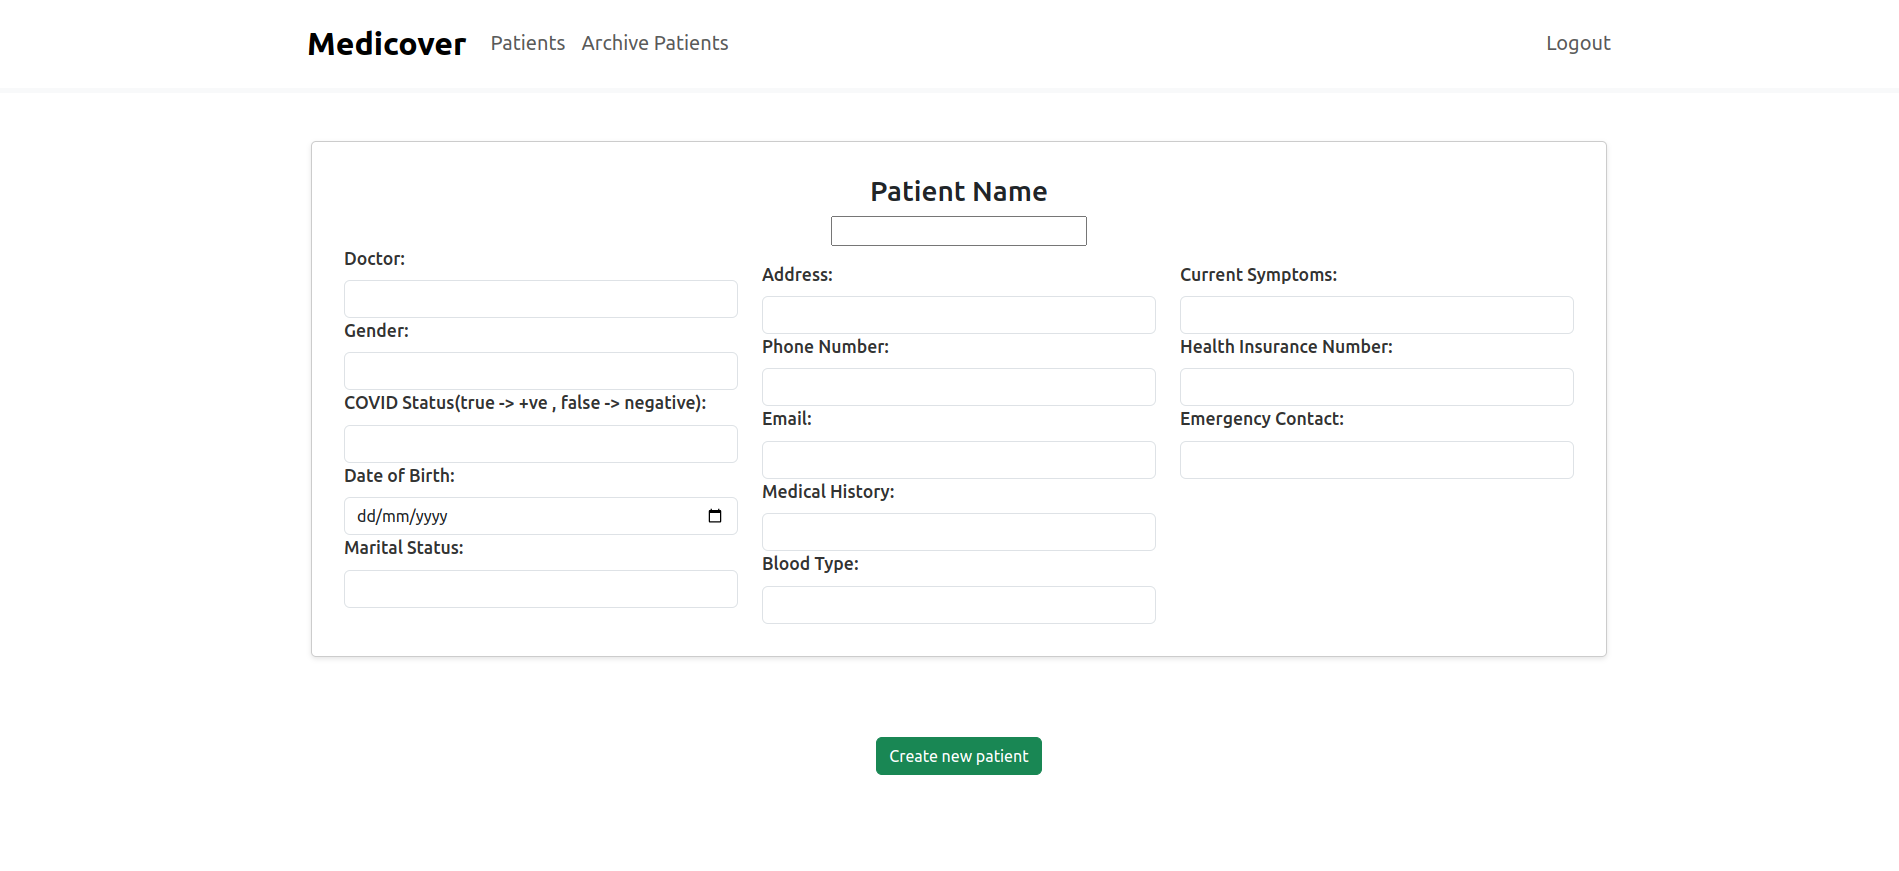 Medicover Patients Archive Patients Logout
Patient Name
Doctor:
Gender:
COVID Status(true -> +ve , false -> negative):
Date of Birth:
dd/mm/yyyy
Marital Status:
Address:
Phone Number:
Email:
Medical History:
Blood Type:
Current Symptoms:
Health Insurance Number:
Emergency Contact:
Create new patient